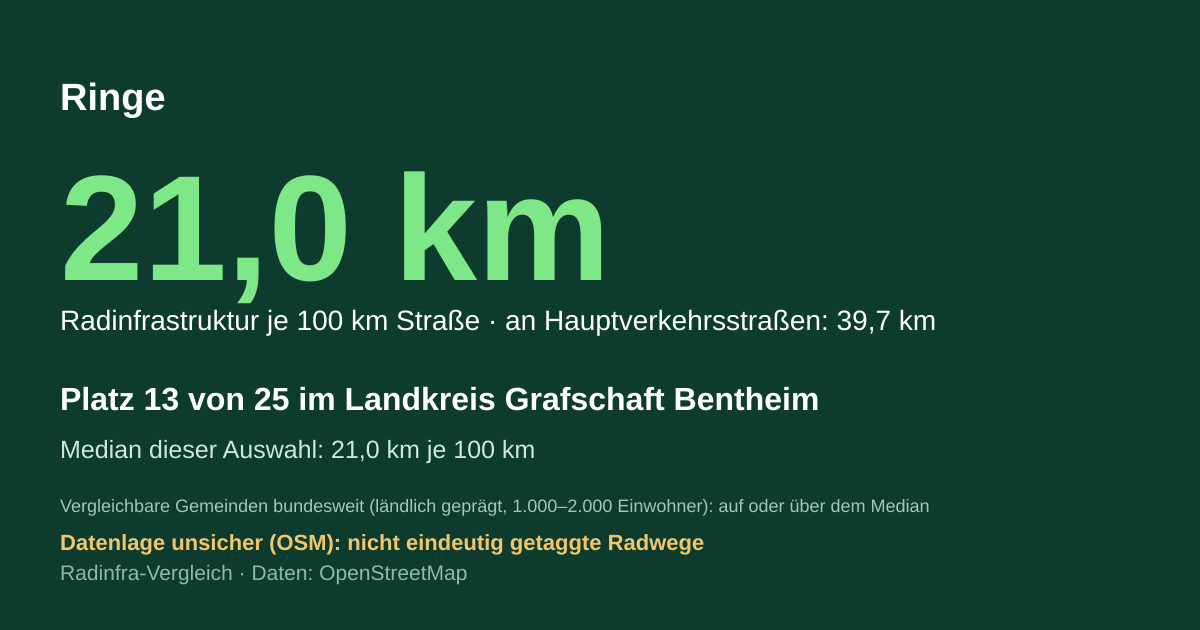 Ringe
21,0 km
Radinfrastruktur je 100 km Straße · an Hauptverkehrsstraßen: 39,7 km
Platz 13 von 25 im Landkreis Grafschaft Bentheim
Median dieser Auswahl: 21,0 km je 100 km
Vergleichbare Gemeinden bundesweit (ländlich geprägt, 1.000–2.000 Einwohner): auf oder über dem Median
Datenlage unsicher (OSM): nicht eindeutig getaggte Radwege
Radinfra-Vergleich · Daten: OpenStreetMap